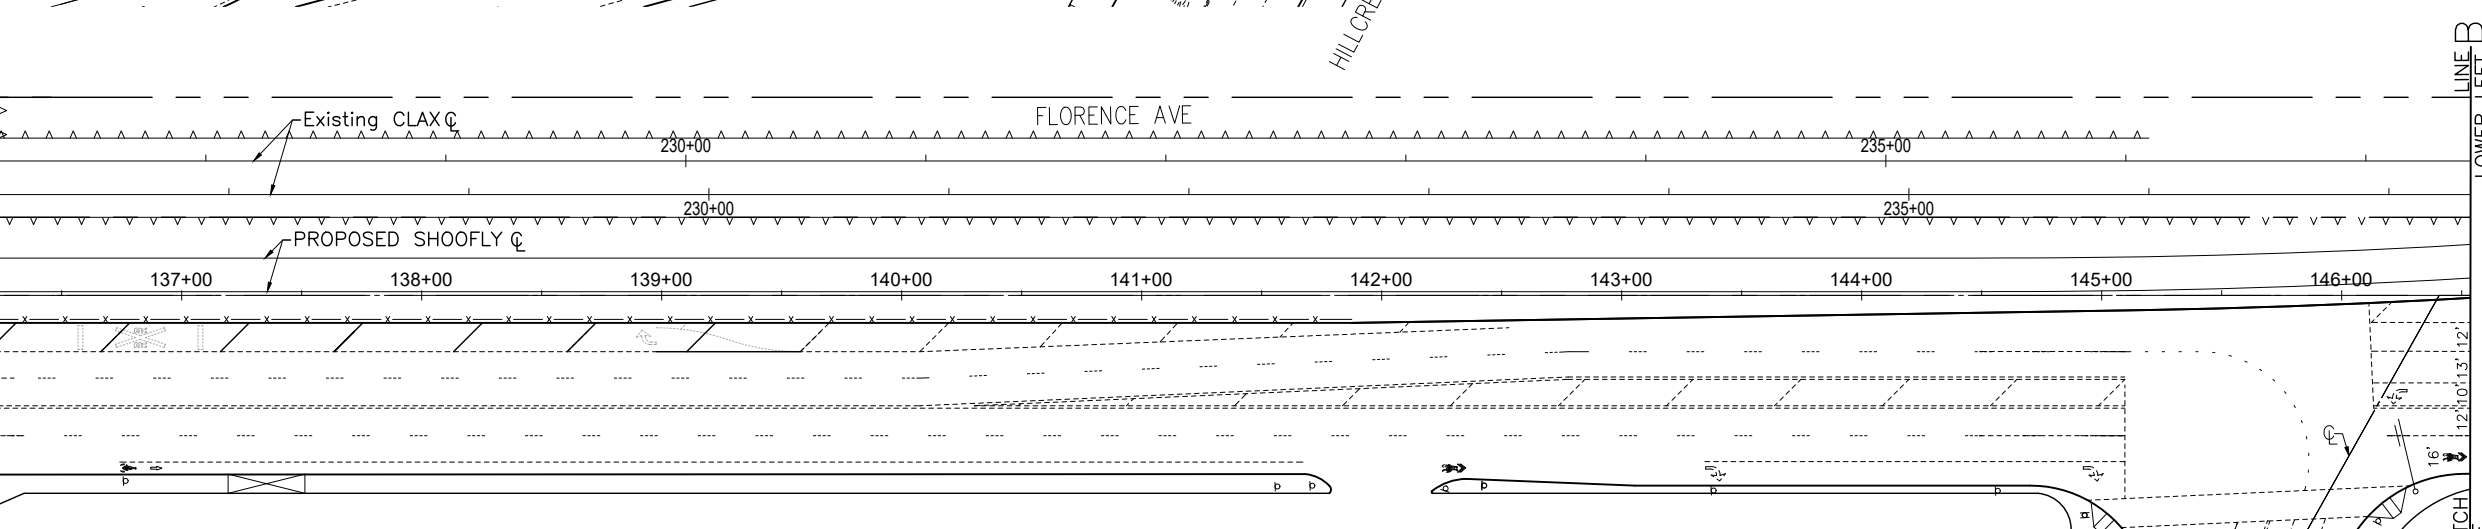 HILLCRE
LINE B
LOWER LEFT
Existing CLAX ℄
FLORENCE AVE
230+00
235+00
230+00
235+00
PROPOSED SHOOFLY ℄
137+00
138+00
139+00
140+00
141+00
142+00
143+00
144+00
145+00
146+00
12'
13'
10'
12'
16'
℄
TCH